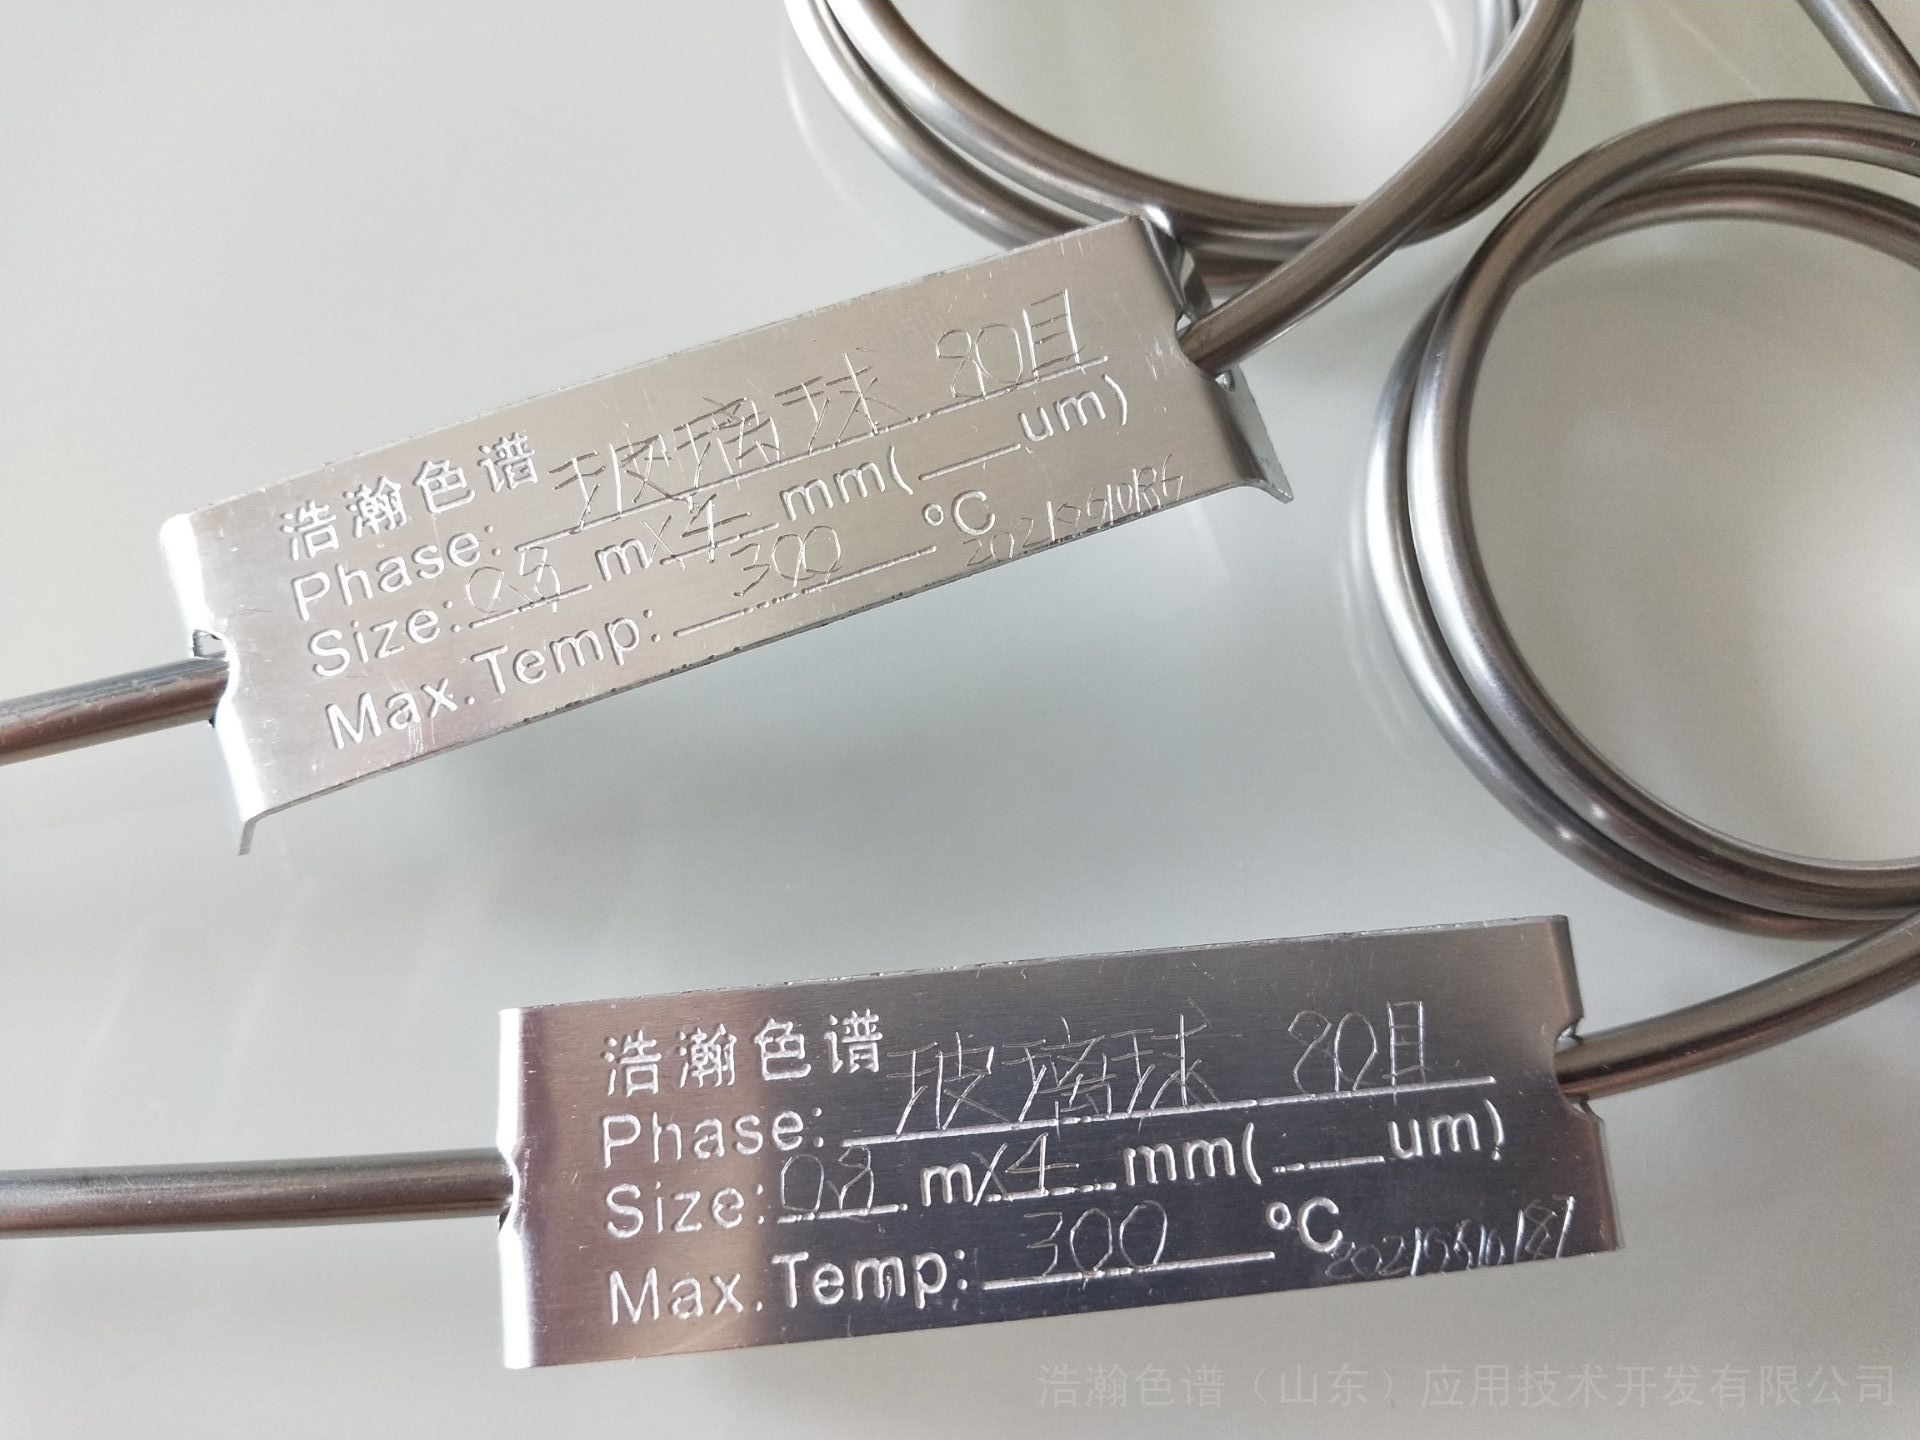 浩瀚色谱
Phase: 玻璃球 80目
Size: 0.8 m×4 mm( um)
Max. Temp: 300 °C
浩瀚色谱
Phase: 玻璃球 80目
Size: 0.8 m×4 mm( um)
Max. Temp: 300 °C
浩瀚色谱（山东）应用技术开发有限公司